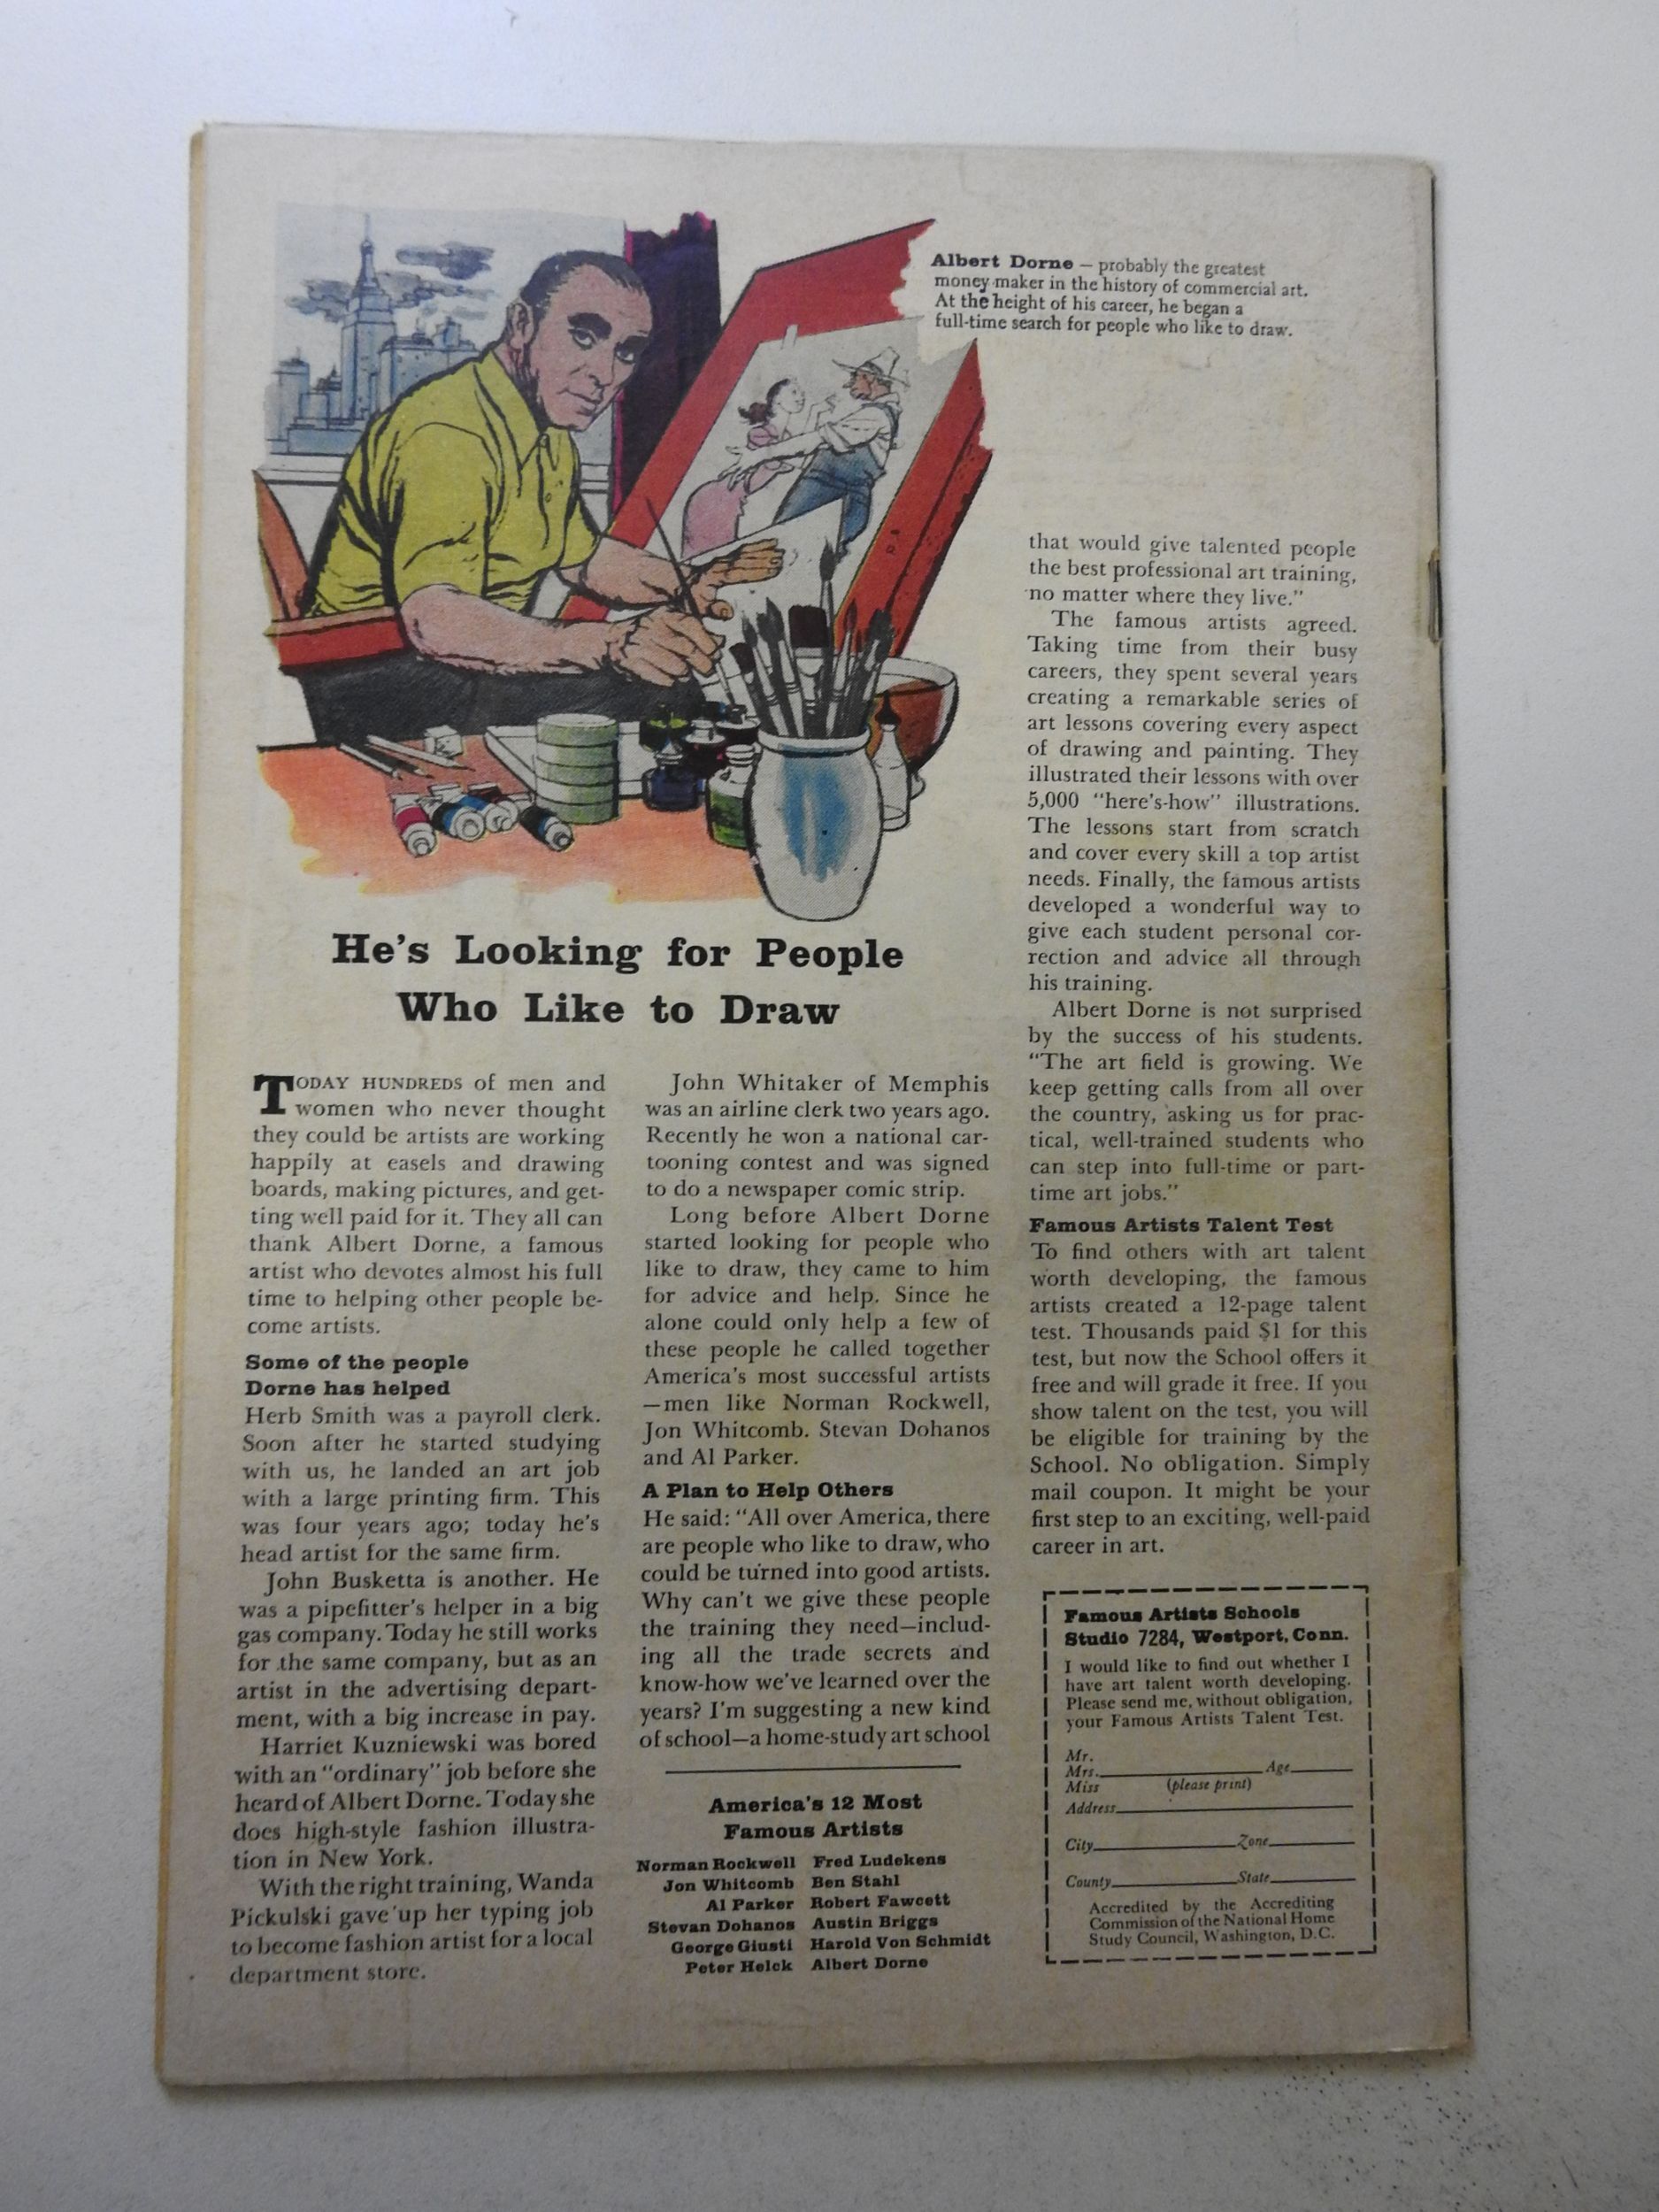 Albert Dorne — probably the greatest
money maker in the history of commercial art.
At the height of his career, he began a
full-time search for people who like to draw.
He's Looking for People
Who Like to Draw
TODAY HUNDREDS of men and
women who never thought
they could be artists are working
happily at easels and drawing
boards, making pictures, and get-
ting well paid for it. They all can
thank Albert Dorne, a famous
artist who devotes almost his full
time to helping other people be-
come artists.
Some of the people
Dorne has helped
Herb Smith was a payroll clerk.
Soon after he started studying
with us, he landed an art job
with a large printing firm. This
was four years ago; today he's
head artist for the same firm.
John Busketta is another. He
was a pipefitter's helper in a big
gas company. Today he still works
for the same company, but as an
artist in the advertising depart-
ment, with a big increase in pay.
Harriet Kuzniewski was bored
with an "ordinary" job before she
heard of Albert Dorne. Today she
does high-style fashion illustra-
tion in New York.
With the right training, Wanda
Pickulski gave up her typing job
to become fashion artist for a local
department store.
John Whitaker of Memphis
was an airline clerk two years ago.
Recently he won a national car-
tooning contest and was signed
to do a newspaper comic strip.
Long before Albert Dorne
started looking for people who
like to draw, they came to him
for advice and help. Since he
alone could only help a few of
these people he called together
America's most successful artists
—men like Norman Rockwell,
Jon Whitcomb. Stevan Dohanos
and Al Parker.
A Plan to Help Others
He said: "All over America, there
are people who like to draw, who
could be turned into good artists.
Why can't we give these people
the training they need—includ-
ing all the trade secrets and
know-how we've learned over the
years? I'm suggesting a new kind
of school—a home-study art school
America's 12 Most
Famous Artists
Norman Rockwell Fred Ludekens
Jon Whitcomb Ben Stahl
Al Parker Robert Fawcett
Stevan Dohanos Austin Briggs
George Giusti Harold Von Schmidt
Peter Helck Albert Dorne
that would give talented people
the best professional art training,
no matter where they live."
The famous artists agreed.
Taking time from their busy
careers, they spent several years
creating a remarkable series of
art lessons covering every aspect
of drawing and painting. They
illustrated their lessons with over
5,000 "here's-how" illustrations.
The lessons start from scratch
and cover every skill a top artist
needs. Finally, the famous artists
developed a wonderful way to
give each student personal cor-
rection and advice all through
his training.
Albert Dorne is not surprised
by the success of his students.
"The art field is growing. We
keep getting calls from all over
the country, asking us for prac-
tical, well-trained students who
can step into full-time or part-
time art jobs."
Famous Artists Talent Test
To find others with art talent
worth developing, the famous
artists created a 12-page talent
test. Thousands paid $1 for this
test, but now the School offers it
free and will grade it free. If you
show talent on the test, you will
be eligible for training by the
School. No obligation. Simply
mail coupon. It might be your
first step to an exciting, well-paid
career in art.
Famous Artists Schools
Studio 7284, Westport, Conn.
I would like to find out whether I
have art talent worth developing.
Please send me, without obligation,
your Famous Artists Talent Test.
Mr.
Mrs. Age
Miss (please print)
Address
City Zone
County State
Accredited by the Accrediting
Commission of the National Home
Study Council, Washington, D.C.